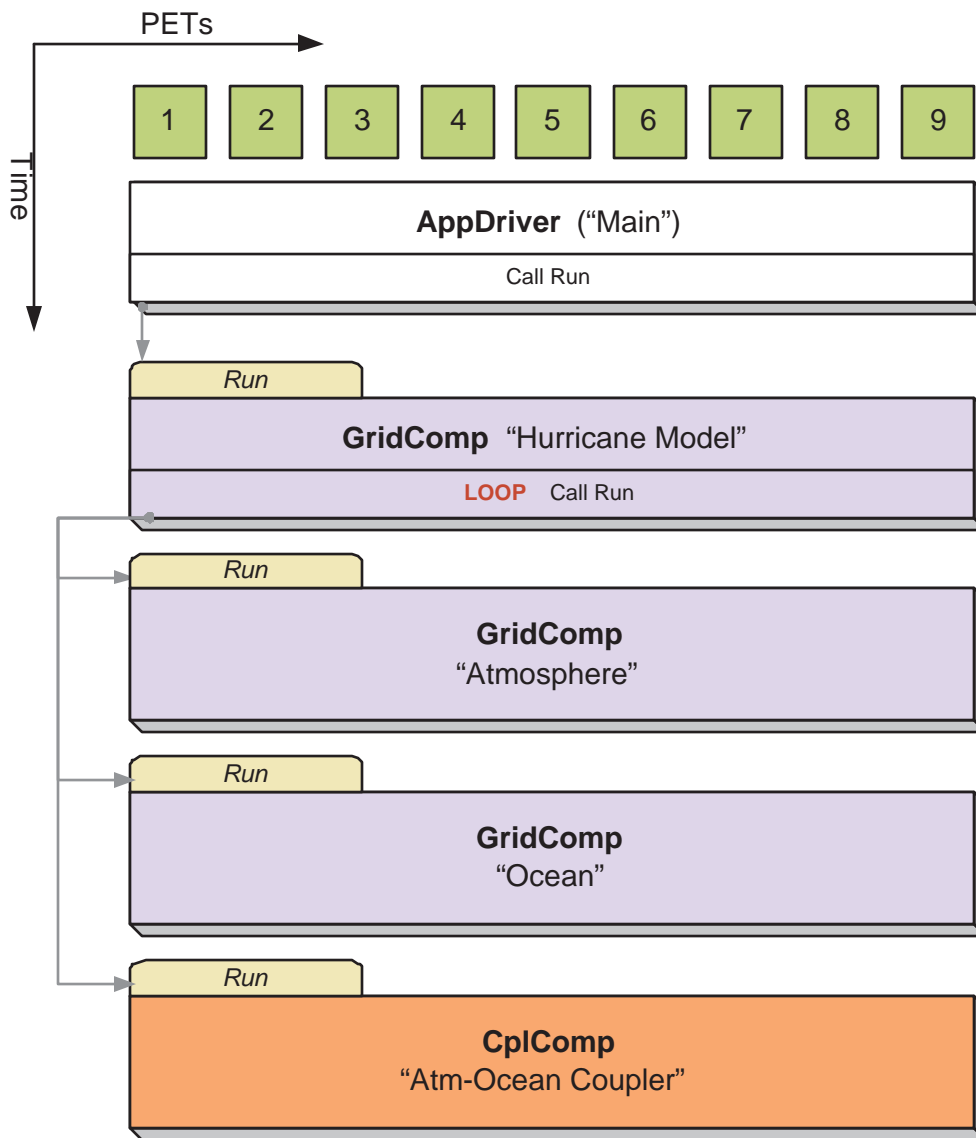 PETs
1 2 3 4 5 6 7 8 9
Time
AppDriver (“Main”)
Call Run
Run
GridComp “Hurricane Model”
LOOP Call Run
Run
GridComp
“Atmosphere”
Run
GridComp
“Ocean”
Run
CplComp
“Atm-Ocean Coupler”